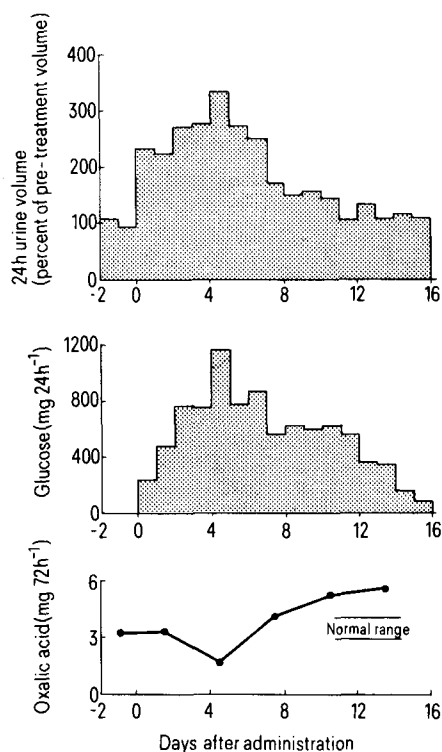 24h urine volume
(percent of pre-treatment volume)
400
300
200
100
0
-2 0 4 8 12 16
Glucose (mg 24h⁻¹)
1200
800
400
0
-2 0 4 8 12 16
Oxalic acid (mg 72h⁻¹)
6
3
0
Normal range
-2 0 4 8 12 16
Days after administration